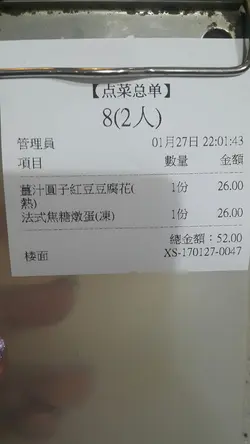 【点菜总单】
8(2人)
管理員 01月27日 22:01:43
項目 數量 金額
薑汁圓子紅豆豆腐花(
熱) 1份 26.00
法式焦糖燉蛋(凍) 1份 26.00
總金額：52.00
楼面 XS-170127-0047